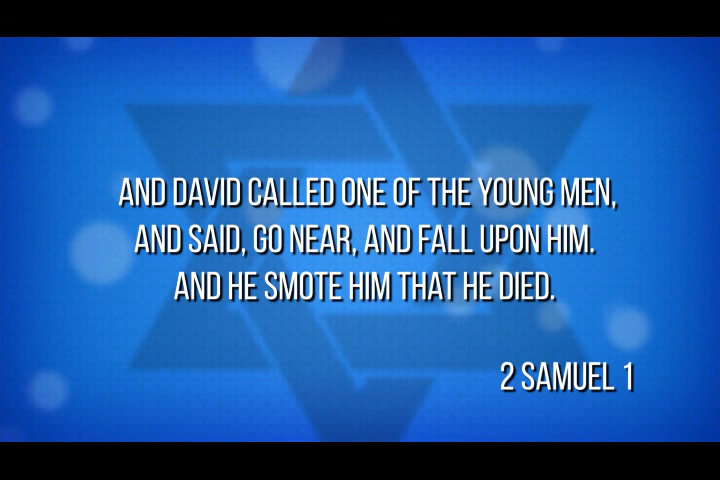 AND DAVID CALLED ONE OF THE YOUNG MEN,
AND SAID, GO NEAR, AND FALL UPON HIM.
AND HE SMOTE HIM THAT HE DIED.
2 SAMUEL 1